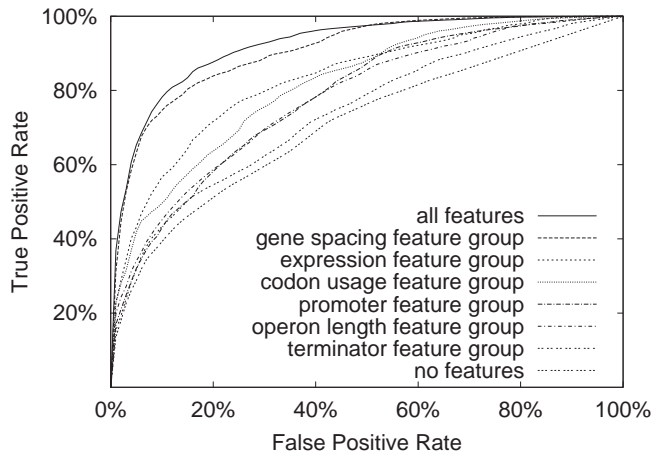 100%
80%
60%
40%
20%
True Positive Rate
all features
gene spacing feature group
expression feature group
codon usage feature group
promoter feature group
operon length feature group
terminator feature group
no features
0% 20% 40% 60% 80% 100%
False Positive Rate